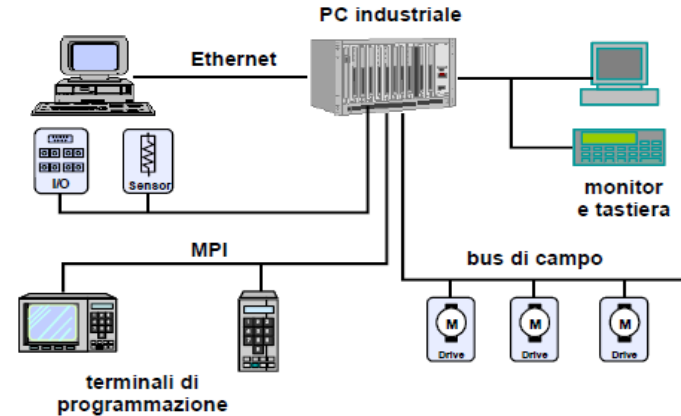 PC industriale
Ethernet
I/O
Sensor
monitor
e tastiera
MPI
bus di campo
M
Drive
M
Drive
M
Drive
terminali di
programmazione